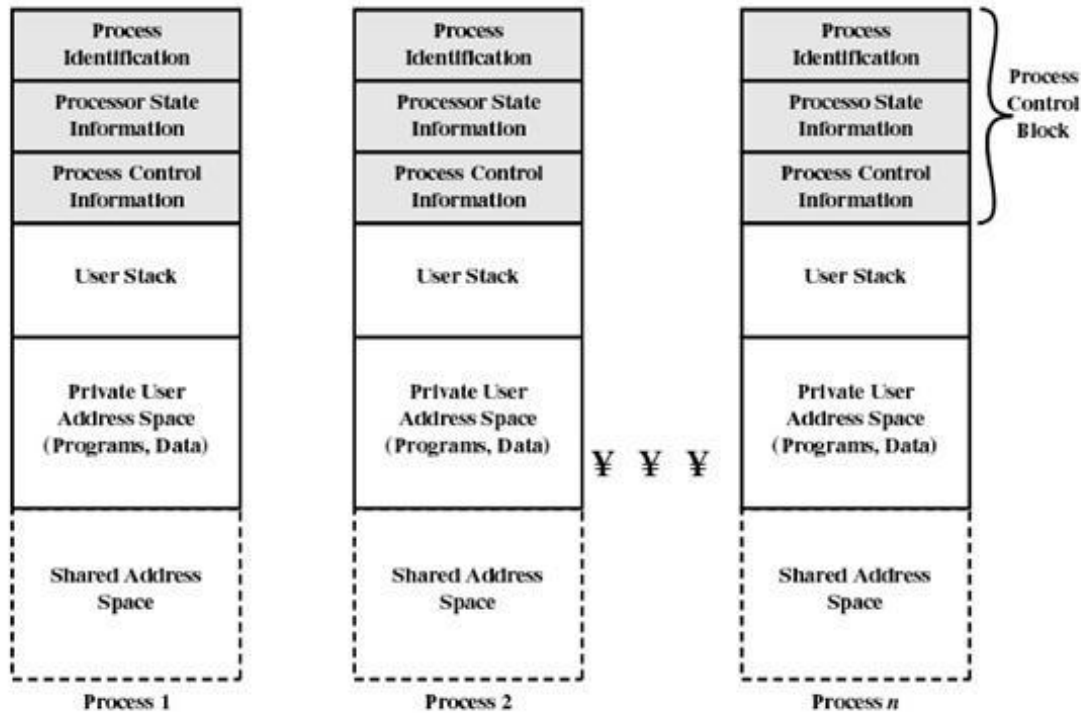 Process
Identification
Processor State
Information
Process Control
Information
User Stack
Private User
Address Space
(Programs, Data)
Shared Address
Space
Process 1
Process
Identification
Processor State
Information
Process Control
Information
User Stack
Private User
Address Space
(Programs, Data)
Shared Address
Space
Process 2
¥ ¥ ¥
Process
Identification
Processo State
Information
Process Control
Information
User Stack
Private User
Address Space
(Programs, Data)
Shared Address
Space
Process n
Process
Control
Block